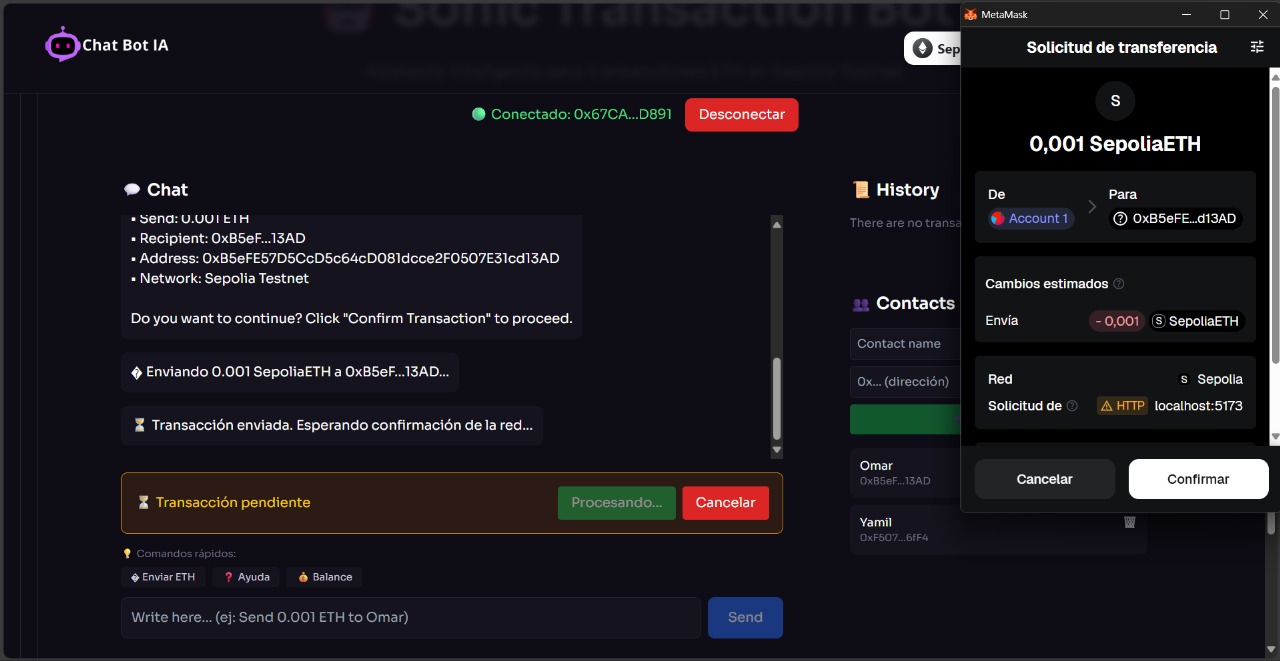 Sonic Transaction Bot
Chat Bot IA
Sep
Conectado: 0x67CA...D891
Desconectar
Chat
▪ Send: 0.001 ETH
▪ Recipient: 0xB5eF...13AD
▪ Address: 0xB5eFE57D5CcD5c64cD081dcce2F0507E31cd13AD
▪ Network: Sepolia Testnet
Do you want to continue? Click "Confirm Transaction" to proceed.
� Enviando 0.001 SepoliaETH a 0xB5eF...13AD...
⏳ Transacción enviada. Esperando confirmación de la red...
⏳ Transacción pendiente
Procesando...
Cancelar
Comandos rápidos:
� Enviar ETH
❓ Ayuda
💰 Balance
Write here... (ej: Send 0.001 ETH to Omar)
Send
History
There are no transa
Contacts
Contact name
0x... (dirección)
Omar
0xB5eF...13AD
Yamil
0xF507...6fF4
MetaMask
Solicitud de transferencia
S
0,001 SepoliaETH
De
Para
Account 1
0xB5eFE...d13AD
Cambios estimados
Envía
- 0,001
S SepoliaETH
Red
S Sepolia
Solicitud de
HTTP
localhost:5173
Cancelar
Confirmar